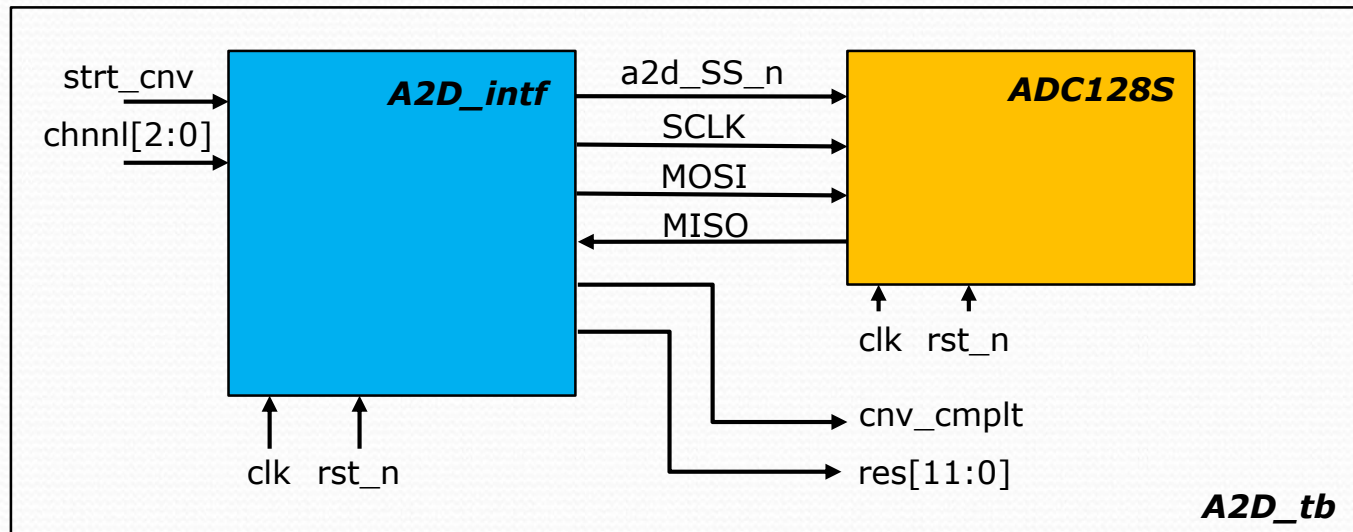 strt_cnv
chnnl[2:0]
A2D_intf
a2d_SS_n
SCLK
MOSI
MISO
ADC128S
clk rst_n
clk rst_n
cnv_cmplt
res[11:0]
A2D_tb